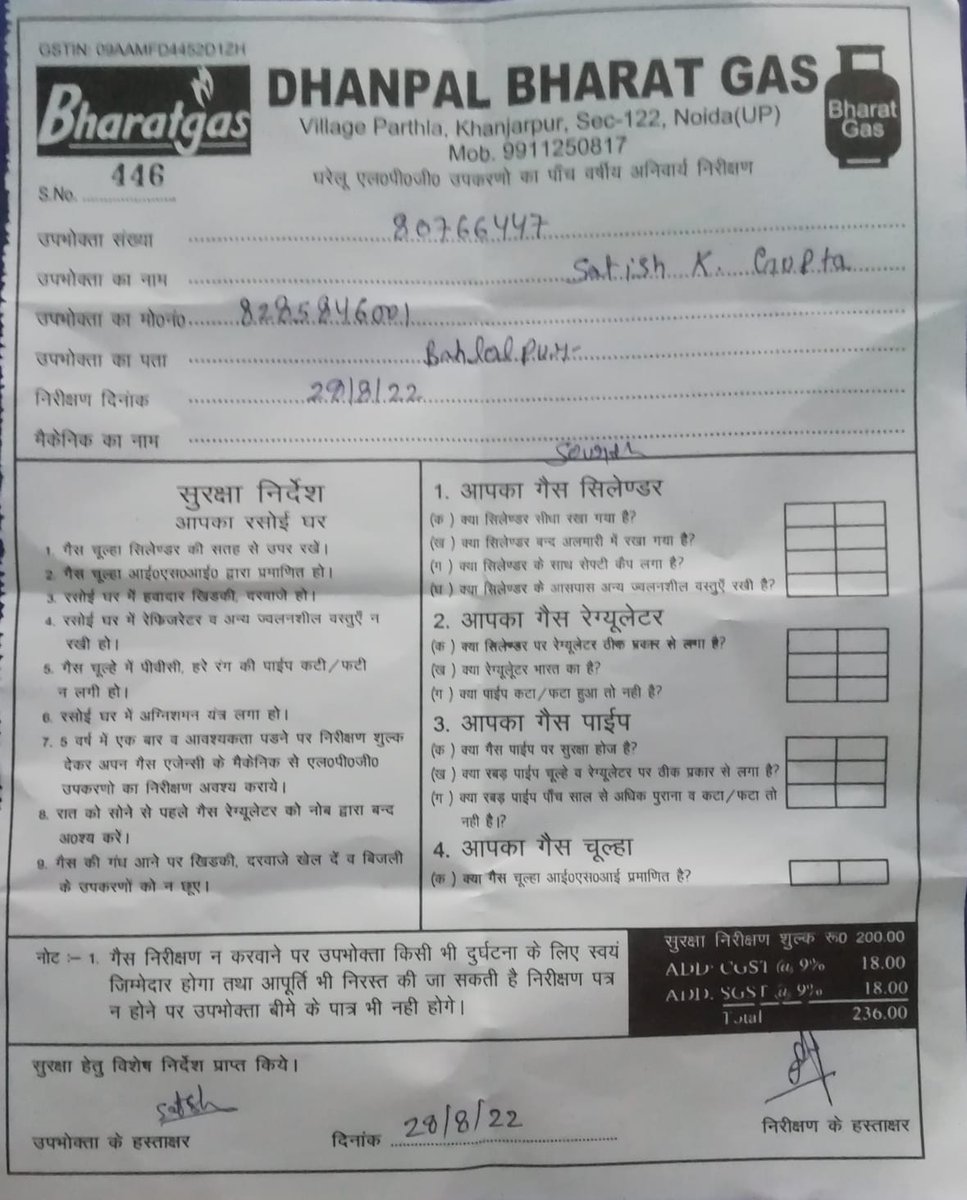 GSTIN: 09AAMFD4452D1ZH
Bharatgas
DHANPAL BHARAT GAS
Village Parthla, Khanjarpur, Sec-122, Noida(UP)
Mob. 9911250817
Bharat
Gas
S.No. 446
घरेलू एल०पी०जी० उपकरणो का पाँच वर्षीय अनिवार्य निरीक्षण
उपभोक्ता संख्या 80766447
उपभोक्ता का नाम Satish K. Gupta
उपभोक्ता का मो०नं० 8285846001
उपभोक्ता का पता Bahlolpur
निरीक्षण दिनांक 28/8/22
मैकेनिक का नाम
सुरक्षा निर्देश
आपका रसोई घर
1. गैस चूल्हा सिलेण्डर की सतह से उपर रखें।
2. गैस चूल्हा आई०एस०आई० द्वारा प्रमाणित हो।
3. रसोई घर में हवादार खिडकी, दरवाजे हो।
4. रसोई घर में रेफ्रिजरेटर व अन्य ज्वलनशील वस्तुएँ न
रखी हो।
5. गैस चूल्हे में पीवीसी, हरे रंग की पाईप कटी/फटी
न लगी हो।
6. रसोई घर में अग्निशमन यंत्र लगा हो।
7. 5 वर्ष में एक बार व आवश्यकता पडने पर निरीक्षण शुल्क
देकर अपन गैस एजेन्सी के मैकेनिक से एल०पी०जी०
उपकरणो का निरीक्षण अवश्य कराये।
8. रात को सोने से पहले गैस रेग्यूलेटर को नोब द्वारा बन्द
अ०श्य करें।
9. गैस की गंध आने पर खिडकी, दरवाजे खेल दें व बिजली
के उपकरणों को न छूए।
1. आपका गैस सिलेण्डर
(क) क्या सिलेण्डर सीधा रखा गया है?
(ख) क्या सिलेण्डर बन्द अलमारी में रखा गया है?
(ग) क्या सिलेण्डर के साथ सेफ्टी कैप लगा है?
(घ) क्या सिलेण्डर के आसपास अन्य ज्वलनशील वस्तुएँ रखी है?
2. आपका गैस रेग्यूलेटर
(क) क्या सिलेण्डर पर रेग्यूलेटर ठीक प्रकार से लगा है?
(ख) क्या रेग्यूलेटर भारत का है?
(ग) क्या पाईप कटा/फटा हुआ तो नही है?
3. आपका गैस पाईप
(क) क्या गैस पाईप पर सुरक्षा होज है?
(ख) क्या रबड़ पाईप चूल्हे व रेग्यूलेटर पर ठीक प्रकार से लगा है?
(ग) क्या रबड़ पाईप पाँच साल से अधिक पुराना व कटा/फटा तो
नही है।?
4. आपका गैस चूल्हा
(क) क्या गैस चूल्हा आई०एस०आई प्रमाणित है?
नोट :- 1. गैस निरीक्षण न करवाने पर उपभोक्ता किसी भी दुर्घटना के लिए स्वयं
जिम्मेदार होगा तथा आपूर्ति भी निरस्त की जा सकती है निरीक्षण पत्र
न होने पर उपभोक्ता बीमे के पात्र भी नही होगे।
सुरक्षा निरीक्षण शुल्क रू0 200.00
ADD. CGST @ 9% 18.00
ADD. SGST @ 9% 18.00
Total 236.00
सुरक्षा हेतु विशेष निर्देश प्राप्त किये।
Satish
उपभोक्ता के हस्ताक्षर
दिनांक 28/8/22
निरीक्षण के हस्ताक्षर